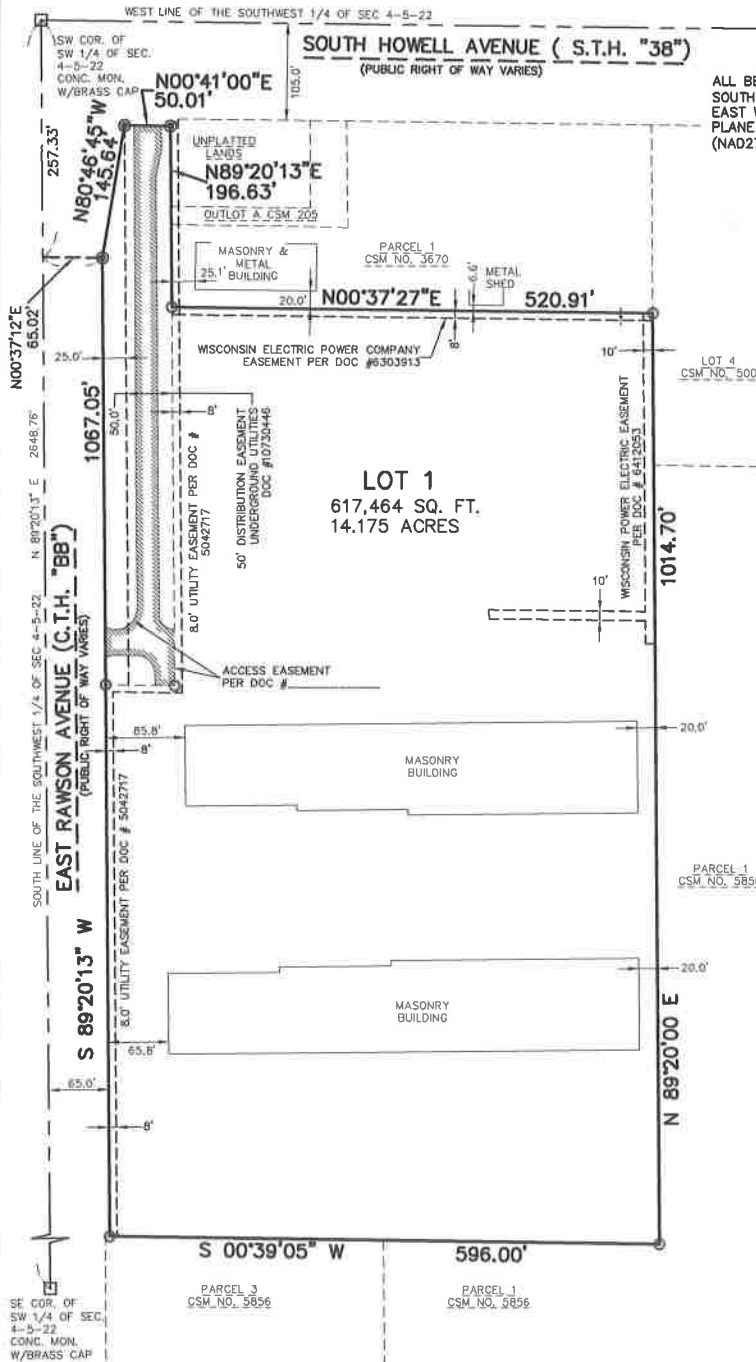 WEST LINE OF THE SOUTHWEST 1/4 OF SEC 4-5-22
SW COR. OF
SW 1/4 OF SEC.
4-5-22
CONC. MON.
W/BRASS CAP
SOUTH HOWELL AVENUE ( S.T.H. "38")
(PUBLIC RIGHT OF WAY VARIES)
105.0'
N00°41'00"E
50.01'
257.33'
N80°46'45"W
145.64'
UNPLATTED
LANDS
N89°20'13"E
196.63'
OUTLOT A CSM 205
MASONRY &
METAL
BUILDING
25.1'
20.0'
PARCEL 1
CSM NO. 3670
6.6'
METAL
SHED
N00°37'27"E 520.91'
8'
10'
N00°37'12"E
65.02'
25.0'
WISCONSIN ELECTRIC POWER COMPANY
EASEMENT PER DOC #6303913
LOT 4
CSM NO. 500
1067.05'
50.0'
8'
8.0' UTILITY EASEMENT PER DOC #
5042717
50' DISTRIBUTION EASEMENT
UNDERGROUND UTILITIES
DOC #10730446
LOT 1
617,464 SQ. FT.
14.175 ACRES
WISCONSIN POWER ELECTRIC EASEMENT
PER DOC # 6412053
1014.70'
10'
SOUTH LINE OF THE SOUTHWEST 1/4 OF SEC 4-5-22 N 89°20'13" E 2648.76'
EAST RAWSON AVENUE (C.T.H. "BB")
(PUBLIC RIGHT OF WAY VARIES)
ACCESS EASEMENT
PER DOC #
8'
20.0'
MASONRY
BUILDING
8.0' UTILITY EASEMENT PER DOC # 5042717
PARCEL 1
S 89°20'13" W
20.0'
MASONRY
BUILDING
65.8'
N 89°20'00 E
65.0'
8'
S 00°39'05" W 596.00'
PARCEL 3
CSM NO. 5856
PARCEL 1
CSM NO. 5856
SE COR. OF
SW 1/4 OF SEC.
4-5-22
CONC. MON.
W/BRASS CAP
ALL
SOUTH
EAST
PLANE